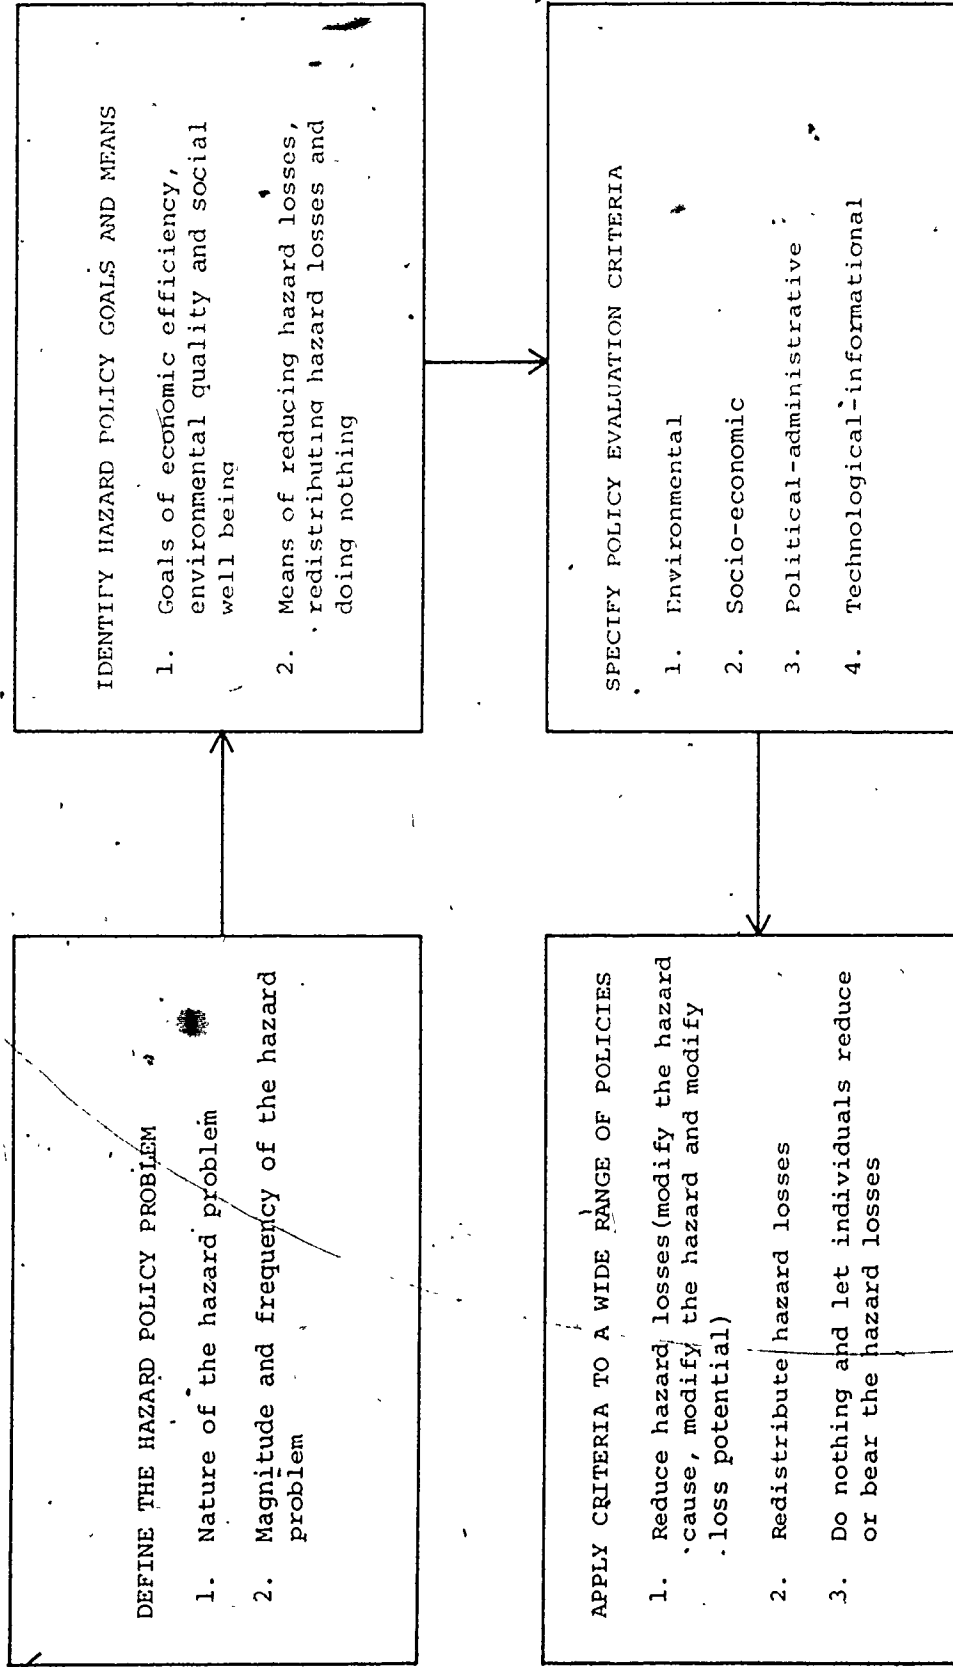 DEFINE THE HAZARD POLICY PROBLEM
1. Nature of the hazard problem
2. Magnitude and frequency of the hazard
problem
IDENTIFY HAZARD POLICY GOALS AND MEANS
1. Goals of economic efficiency,
environmental quality and social
well being
2. Means of reducing hazard losses,
redistributing hazard losses and
doing nothing
SPECIFY POLICY EVALUATION CRITERIA
1. Environmental
2. Socio-economic
3. Political-administrative
4. Technological-informational
APPLY CRITERIA TO A WIDE RANGE OF POLICIES
1. Reduce hazard losses(modify the hazard
cause, modify the hazard and modify
loss potential)
2. Redistribute hazard losses
3. Do nothing and let individuals reduce
or bear the hazard losses